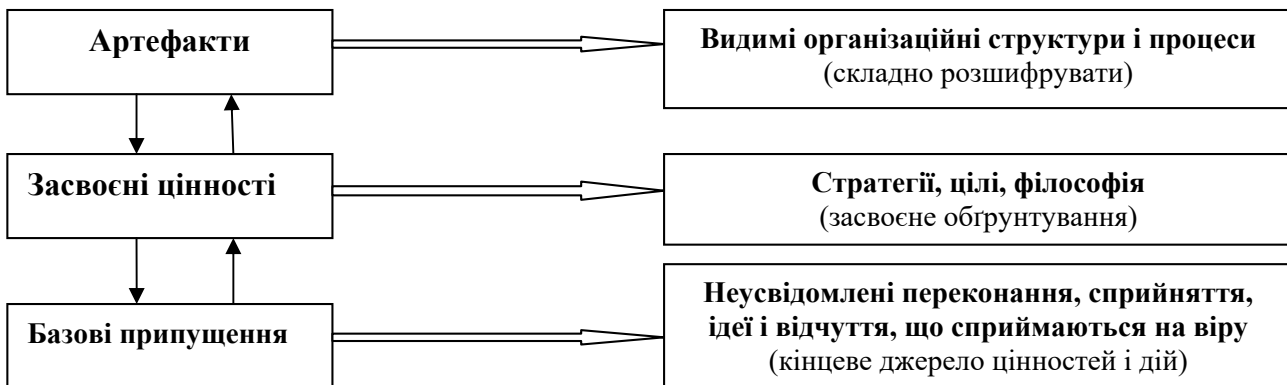 Артефакти
Видимі організаційні структури і процеси
(складно розшифрувати)
Засвоєні цінності
Стратегії, цілі, філософія
(засвоєне обґрунтування)
Базові припущення
Неусвідомлені переконання, сприйняття,
ідеї і відчуття, що сприймаються на віру
(кінцеве джерело цінностей і дій)